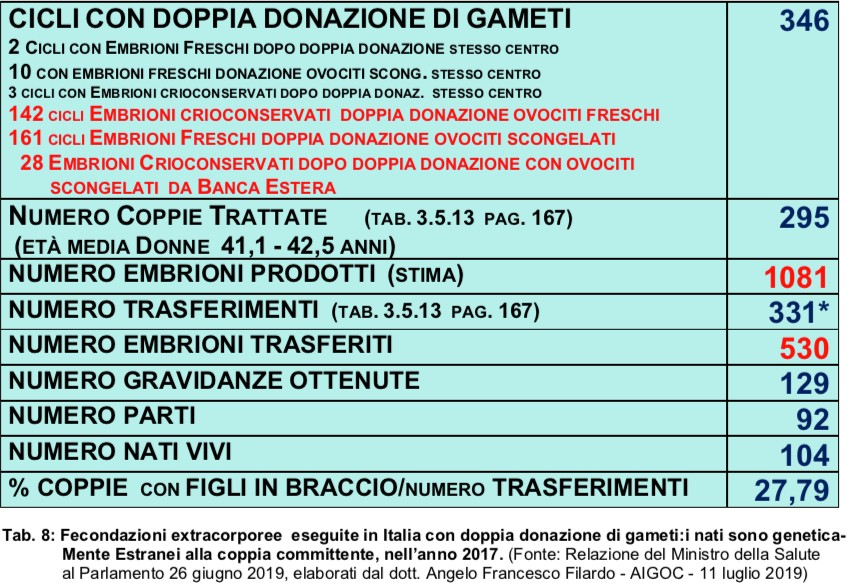 CICLI CON DOPPIA DONAZIONE DI GAMETI 346
2 CICLI CON EMBRIONI FRESCHI DOPO DOPPIA DONAZIONE STESSO CENTRO
10 CON EMBRIONI FRESCHI DONAZIONE OVOCITI SCONG. STESSO CENTRO
3 CICLI CON EMBRIONI CRIOCONSERVATI DOPO DOPPIA DONAZ. STESSO CENTRO
142 CICLI EMBRIONI CRIOCONSERVATI DOPPIA DONAZIONE OVOCITI FRESCHI
161 CICLI EMBRIONI FRESCHI DOPPIA DONAZIONE OVOCITI SCONGELATI
28 EMBRIONI CRIOCONSERVATI DOPO DOPPIA DONAZIONE CON OVOCITI
SCONGELATI DA BANCA ESTERA
NUMERO COPPIE TRATTATE (TAB. 3.5.13 PAG. 167) 295
(ETÀ MEDIA DONNE 41,1 - 42,5 ANNI)
NUMERO EMBRIONI PRODOTTI (STIMA) 1081
NUMERO TRASFERIMENTI (TAB. 3.5.13 PAG. 167) 331*
NUMERO EMBRIONI TRASFERITI 530
NUMERO GRAVIDANZE OTTENUTE 129
NUMERO PARTI 92
NUMERO NATI VIVI 104
% COPPIE CON FIGLI IN BRACCIO/NUMERO TRASFERIMENTI 27,79
Tab. 8: Fecondazioni extracorporee eseguite in Italia con doppia donazione di gameti:i nati sono genetica-
Mente Estranei alla coppia committente, nell'anno 2017. (Fonte: Relazione del Ministro della Salute
al Parlamento 26 giugno 2019, elaborati dal dott. Angelo Francesco Filardo - AIGOC - 11 luglio 2019)